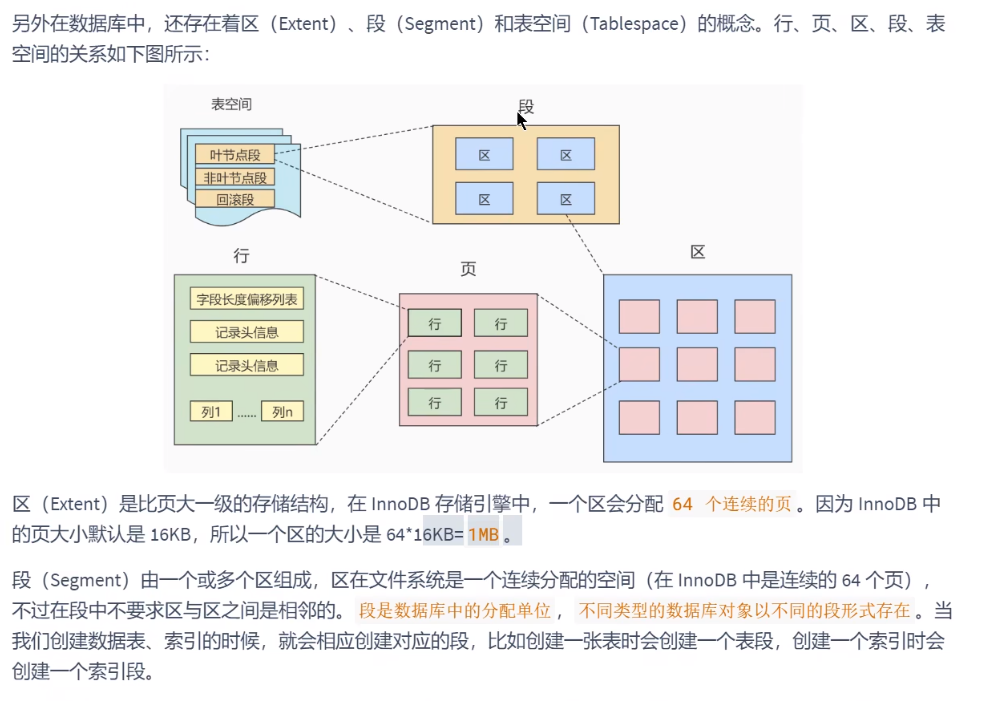 另外在数据库中，还存在着区（Extent）、段（Segment）和表空间（Tablespace）的概念。行、页、区、段、表
空间的关系如下图所示：
表空间
段
叶节点段
非叶节点段
回滚段
区 区
区 区
行
页
区
字段长度偏移列表
记录头信息
记录头信息
列1 ...... 列n
行 行
行 行
行 行
区（Extent）是比页大一级的存储结构，在 InnoDB 存储引擎中，一个区会分配 64 个连续的页 。因为 InnoDB 中
的页大小默认是 16KB，所以一个区的大小是 64*16KB= 1MB 。
段（Segment）由一个或多个区组成，区在文件系统是一个连续分配的空间（在 InnoDB 中是连续的 64 个页），
不过在段中不要求区与区之间是相邻的。 段是数据库中的分配单位 ， 不同类型的数据库对象以不同的段形式存在 。当
我们创建数据表、索引的时候，就会相应创建对应的段，比如创建一张表时会创建一个表段，创建一个索引时会
创建一个索引段。